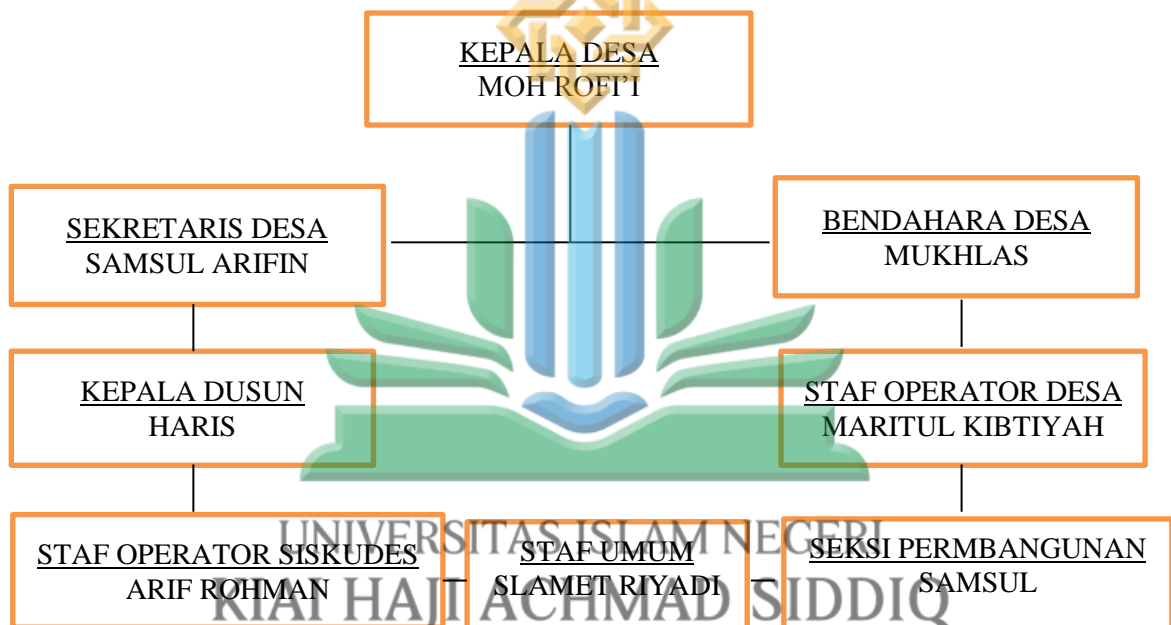 KEPALA DESA
MOH ROFI'I
SEKRETARIS DESA
SAMSUL ARIFIN
BENDAHARA DESA
MUKHLAS
KEPALA DUSUN
HARIS
STAF OPERATOR DESA
MARITUL KIBTIYAH
STAF OPERATOR SISKUDES
ARIF ROHMAN
STAF UMUM
SLAMET RIYADI
SEKSI PERMBANGUNAN
SAMSUL
UNIVERSITAS ISLAM NEGERI
KIAI HAJI ACHMAD SIDDIQ